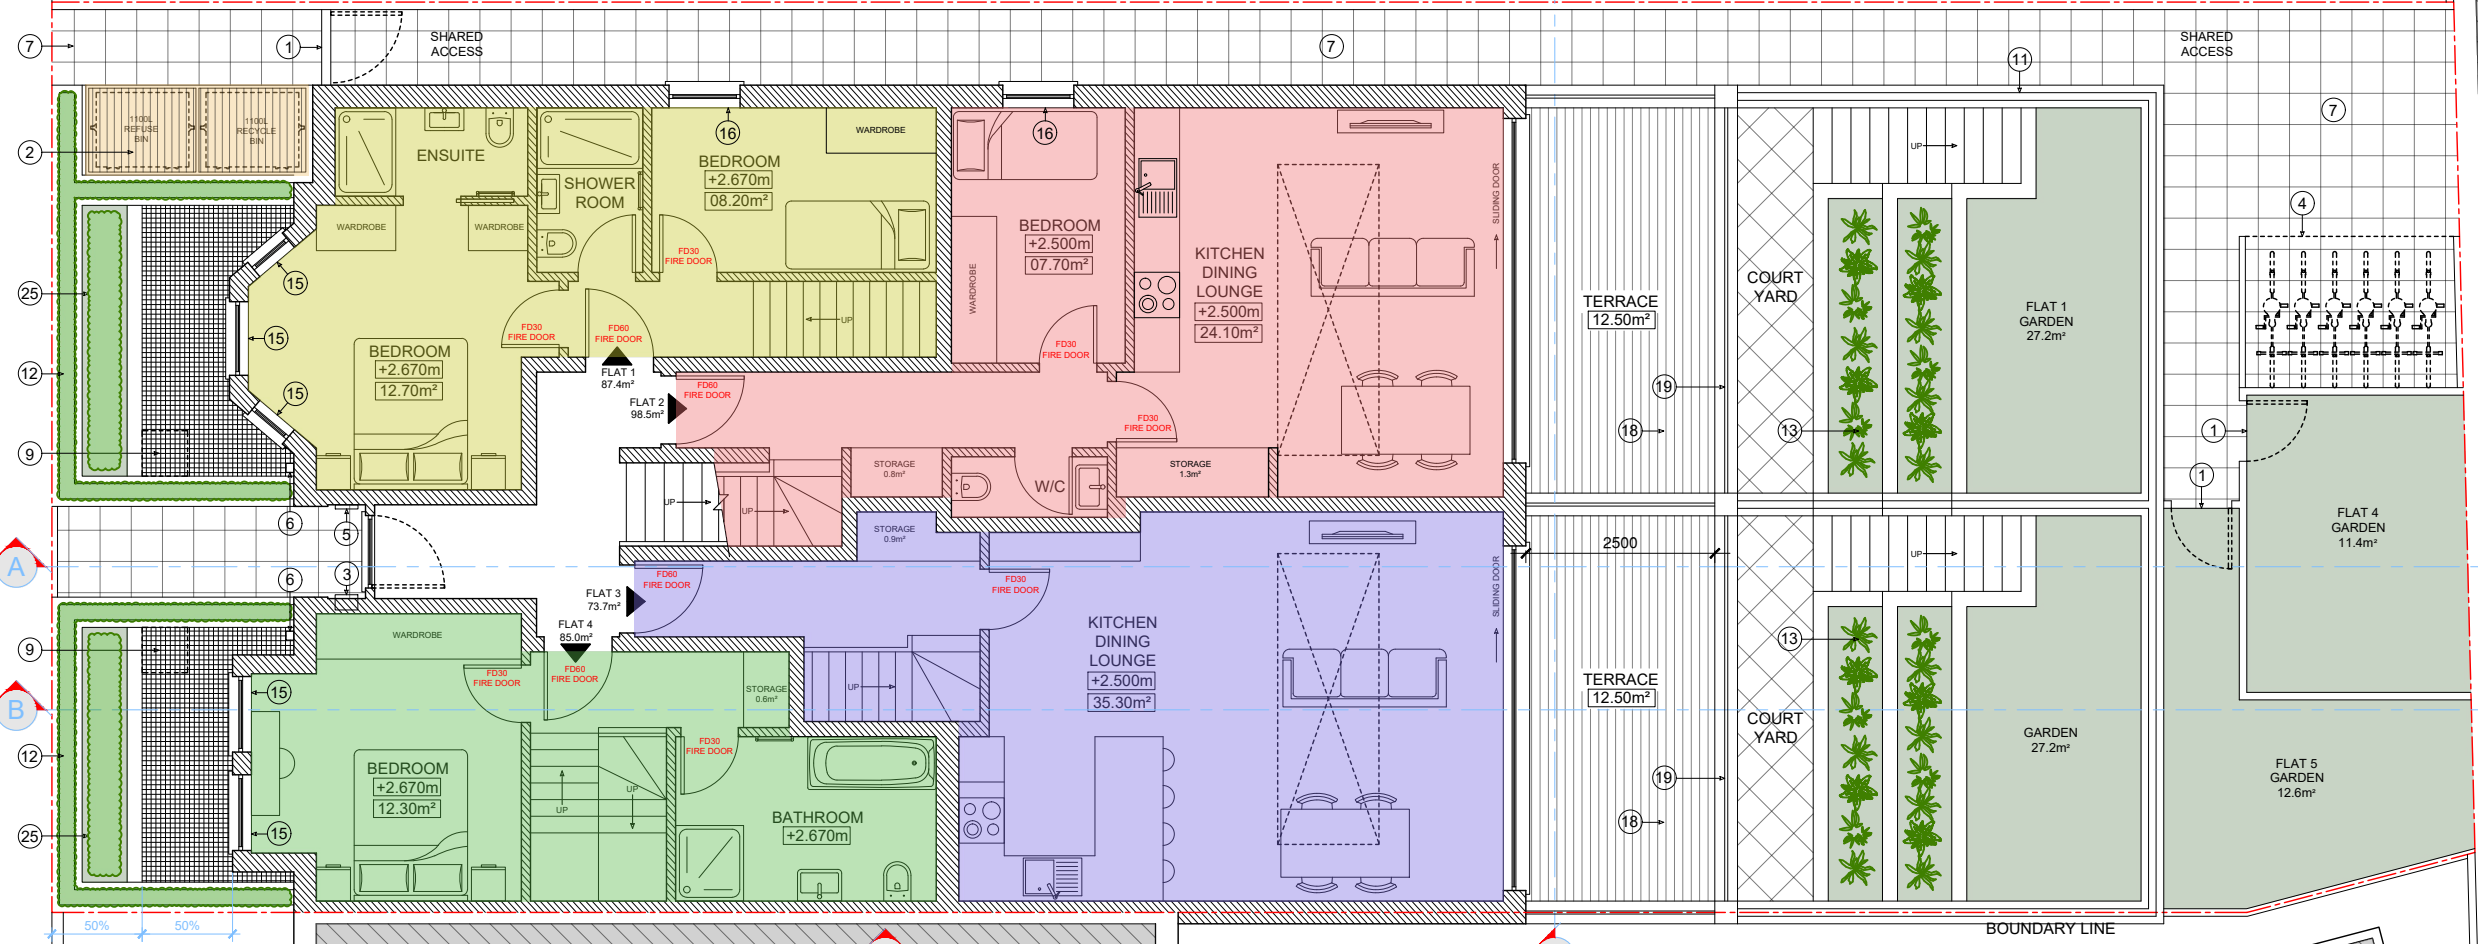 SHARED
ACCESS
SHARED
ACCESS
7
1
7
11
7
2
4
25
12
9
1100L
REFUSE
BIN
1100L
RECYCLE
BIN
ENSUITE
WARDROBE
WARDROBE
SHOWER
ROOM
BEDROOM
+2.670m
08.20m²
WARDROBE
16
16
BEDROOM
+2.500m
07.70m²
WARDROBE
KITCHEN
DINING
LOUNGE
+2.500m
24.10m²
SLIDING DOOR
FD30
FIRE DOOR
FD30
FIRE DOOR
FD60
FIRE DOOR
UP
15
15
15
BEDROOM
+2.670m
12.70m²
FLAT 1
87.4m²
FLAT 2
98.5m²
FD60
FIRE DOOR
FD30
FIRE DOOR
FD30
FIRE DOOR
STORAGE
0.8m²
W/C
STORAGE
1.3m²
UP
UP
TERRACE
12.50m²
19
18
COURT
YARD
13
UP
FLAT 1
GARDEN
27.2m²
1
1
FLAT 4
GARDEN
11.4m²
6
5
3
6
A
B
STORAGE
0.9m²
FD60
FIRE DOOR
FLAT 3
73.7m²
FLAT 4
85.0m²
FD30
FIRE DOOR
KITCHEN
DINING
LOUNGE
+2.500m
35.30m²
SLIDING DOOR
2500
9
12
25
WARDROBE
FD30
FIRE DOOR
FD60
FIRE DOOR
STORAGE
0.6m²
UP
15
15
BEDROOM
+2.670m
12.30m²
UP
UP
FD30
FIRE DOOR
BATHROOM
+2.670m
TERRACE
12.50m²
19
18
COURT
YARD
13
UP
GARDEN
27.2m²
FLAT 5
GARDEN
12.6m²
50%
50%
BOUNDARY LINE